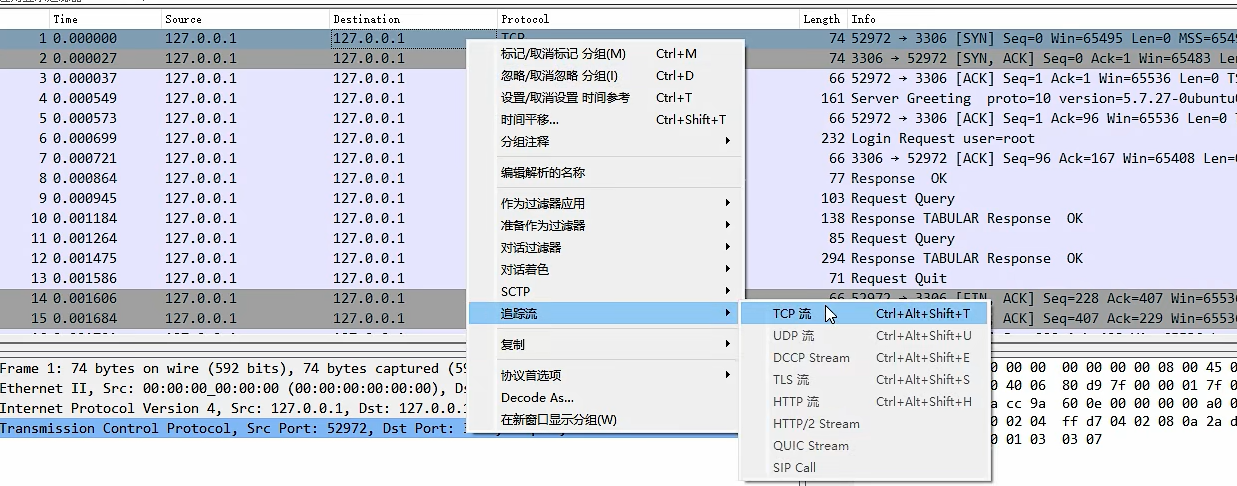 Time Source Destination Protocol Length Info
1 0.000000 127.0.0.1 127.0.0.1 TCP 74 52972 → 3306 [SYN] Seq=0 Win=65495 Len=0 MSS=6549
2 0.000027 127.0.0.1 127.0.0.1 74 3306 → 52972 [SYN, ACK] Seq=0 Ack=1 Win=65483 Len=
3 0.000037 127.0.0.1 127.0.0.1 66 52972 → 3306 [ACK] Seq=1 Ack=1 Win=65536 Len=0 TS
4 0.000549 127.0.0.1 127.0.0.1 161 Server Greeting proto=10 version=5.7.27-0ubuntu
5 0.000573 127.0.0.1 127.0.0.1 66 52972 → 3306 [ACK] Seq=1 Ack=96 Win=65536 Len=0 T
6 0.000699 127.0.0.1 127.0.0.1 232 Login Request user=root
7 0.000721 127.0.0.1 127.0.0.1 66 3306 → 52972 [ACK] Seq=96 Ack=167 Win=65408 Len=
8 0.000864 127.0.0.1 127.0.0.1 77 Response OK
9 0.000945 127.0.0.1 127.0.0.1 103 Request Query
10 0.001184 127.0.0.1 127.0.0.1 138 Response TABULAR Response OK
11 0.001264 127.0.0.1 127.0.0.1 85 Request Query
12 0.001475 127.0.0.1 127.0.0.1 294 Response TABULAR Response OK
13 0.001586 127.0.0.1 127.0.0.1 71 Request Quit
14 0.001606 127.0.0.1 127.0.0.1 66 52972 → 3306 [FIN, ACK] Seq=228 Ack=407 Win=6553
15 0.001684 127.0.0.1 127.0.0.1 ACK] Seq=407 Ack=229 Win=6553
标记/取消标记 分组(M) Ctrl+M
忽略/取消忽略 分组(I) Ctrl+D
设置/取消设置 时间参考 Ctrl+T
时间平移... Ctrl+Shift+T
分组注释
编辑解析的名称
作为过滤器应用
准备作为过滤器
对话过滤器
对话着色
SCTP
追踪流
复制
协议首选项
Decode As...
在新窗口显示分组(W)
TCP 流 Ctrl+Alt+Shift+T
UDP 流 Ctrl+Alt+Shift+U
DCCP Stream Ctrl+Alt+Shift+E
TLS 流 Ctrl+Alt+Shift+S
HTTP 流 Ctrl+Alt+Shift+H
HTTP/2 Stream
QUIC Stream
SIP Call
Frame 1: 74 bytes on wire (592 bits), 74 bytes captured (59
Ethernet II, Src: 00:00:00_00:00:00 (00:00:00:00:00:00), Ds
Internet Protocol Version 4, Src: 127.0.0.1, Dst: 127.0.0.1
Transmission Control Protocol, Src Port: 52972, Dst Port:
00 00 00 00 00 00 08 00 45 0
00 40 06 80 d9 7f 00 00 01 7f 0
cc 9a 60 0e 00 00 00 00 a0 0
00 02 04 ff d7 04 02 08 0a 2a d
01 03 03 07